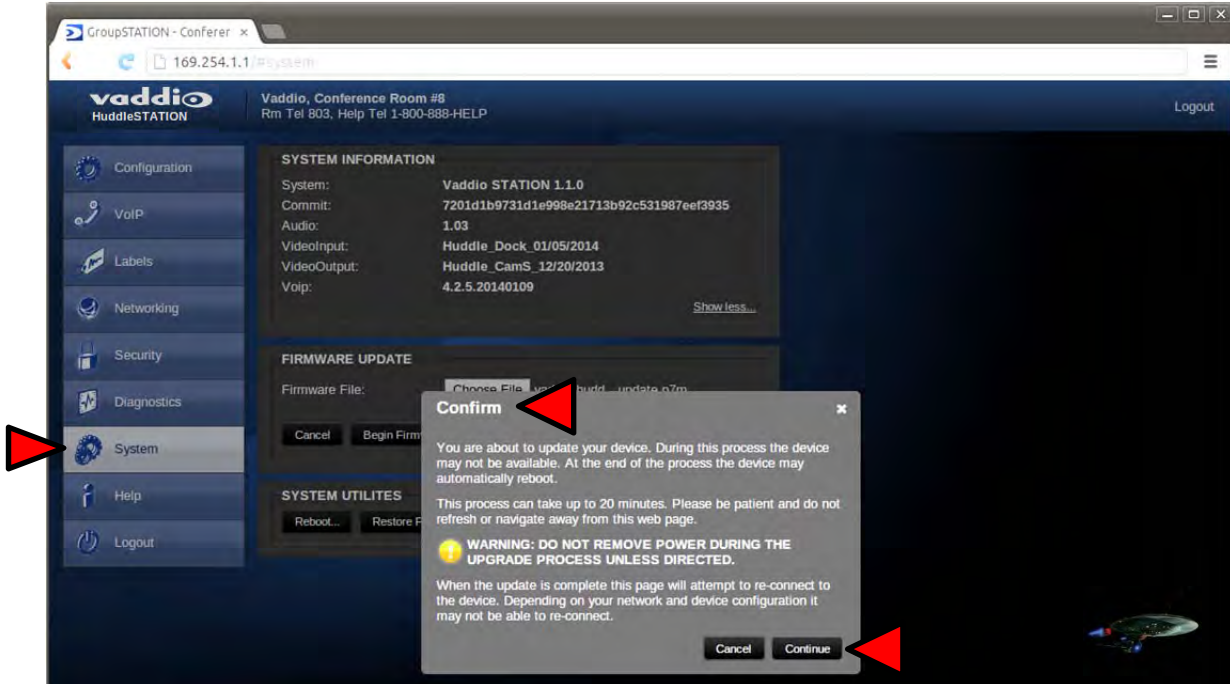 GroupSTATION - Conferer ×
169.254.1.1/#system
vaddio
HuddleSTATION
Vaddio, Conference Room #8
Rm Tel 803, Help Tel 1-800-888-HELP
Logout
Configuration
VoIP
Labels
Networking
Security
Diagnostics
System
Help
Logout
SYSTEM INFORMATION
System: Vaddio STATION 1.1.0
Commit: 7201d1b9731d1e998e21713b92c531987eef3935
Audio: 1.03
VideoInput: Huddle_Dock_01/05/2014
VideoOutput: Huddle_CamS_12/20/2013
Voip: 4.2.5.20140109
Show less...
FIRMWARE UPDATE
Firmware File: Choose File update.p7m
Cancel Begin Firm
SYSTEM UTILITES
Reboot... Restore F
Confirm ×
You are about to update your device. During this process the device
may not be available. At the end of the process the device may
automatically reboot.
This process can take up to 20 minutes. Please be patient and do not
refresh or navigate away from this web page.
WARNING: DO NOT REMOVE POWER DURING THE
UPGRADE PROCESS UNLESS DIRECTED.
When the update is complete this page will attempt to re-connect to
the device. Depending on your network and device configuration it
may not be able to re-connect.
Cancel Continue